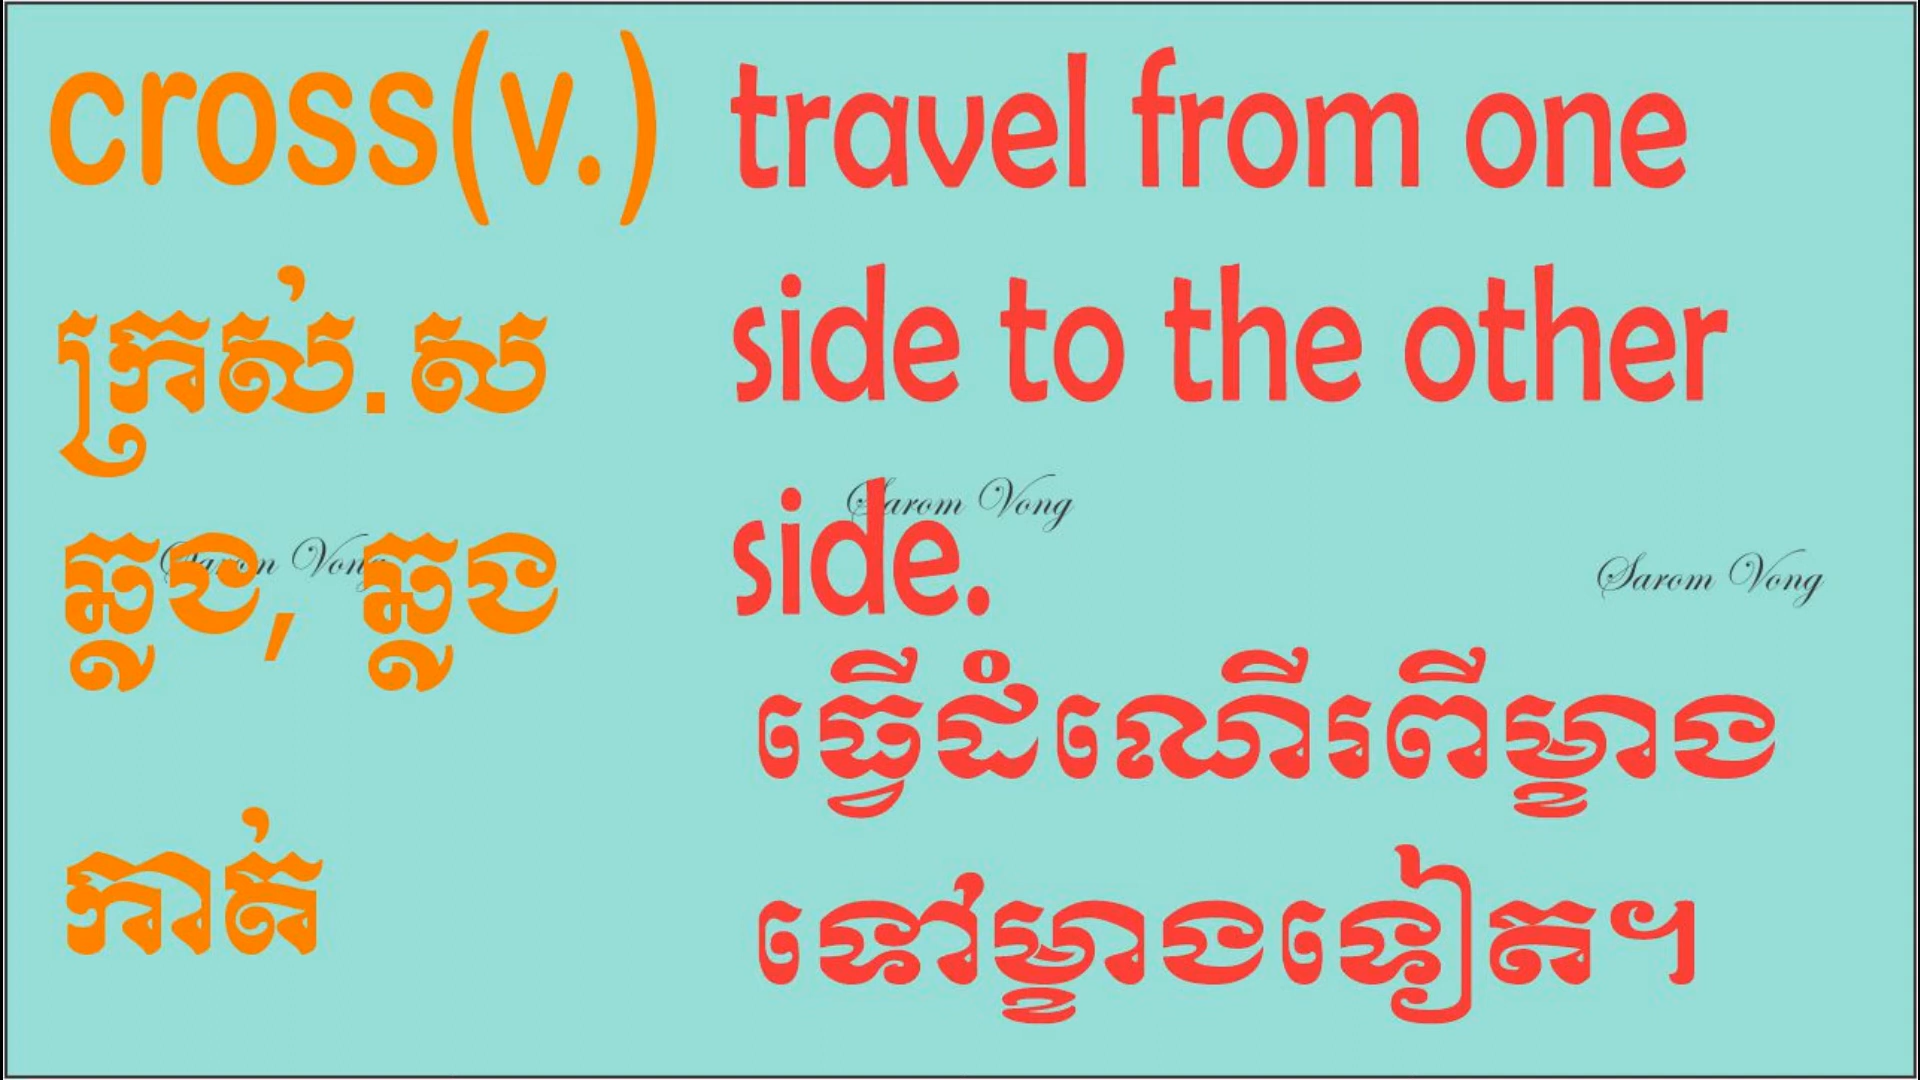 cross(v.)
ក្រស់.ស
ឆ្លង, ឆ្លង
កាត់
travel from one
side to the other
side.
ធ្វើដំណើរពីម្ខាង
ទៅម្ខាងទៀត។
Sarom Vong
Sarom Vong
Sarom Vong